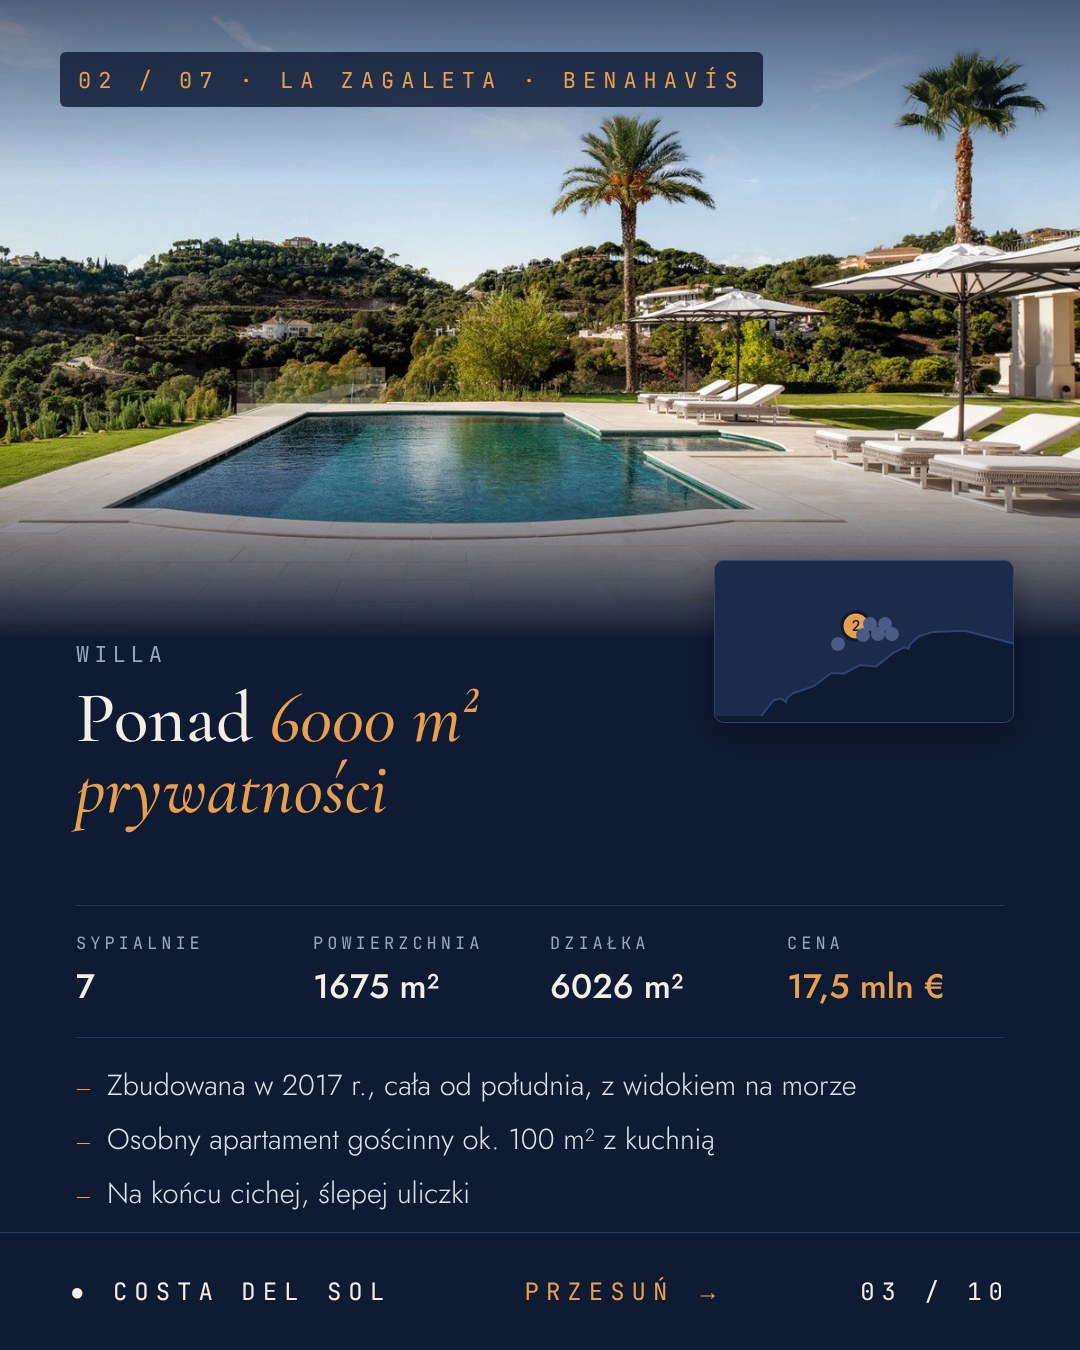 02 / 07 · LA ZAGALETA · BENAHAVÍS
2
WILLA
Ponad 6000 m²
prywatności
SYPIALNIE POWIERZCHNIA DZIAŁKA CENA
7 1675 m² 6026 m² 17,5 mln €
– Zbudowana w 2017 r., cała od południa, z widokiem na morze
– Osobny apartament gościnny ok. 100 m² z kuchnią
– Na końcu cichej, ślepej uliczki
• COSTA DEL SOL PRZESUŃ → 03 / 10